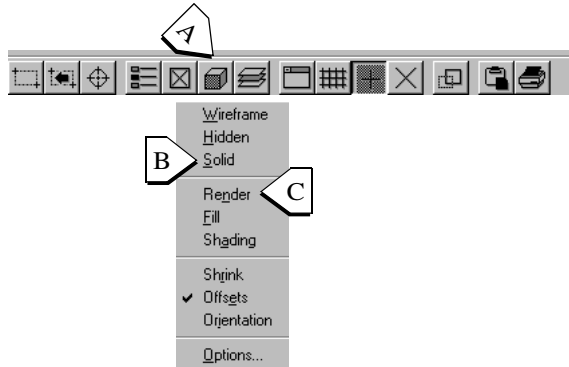 A
Wireframe
Hidden
B
Solid
Render
C
Fill
Shading
Shrink
Offsets
Orientation
Options...